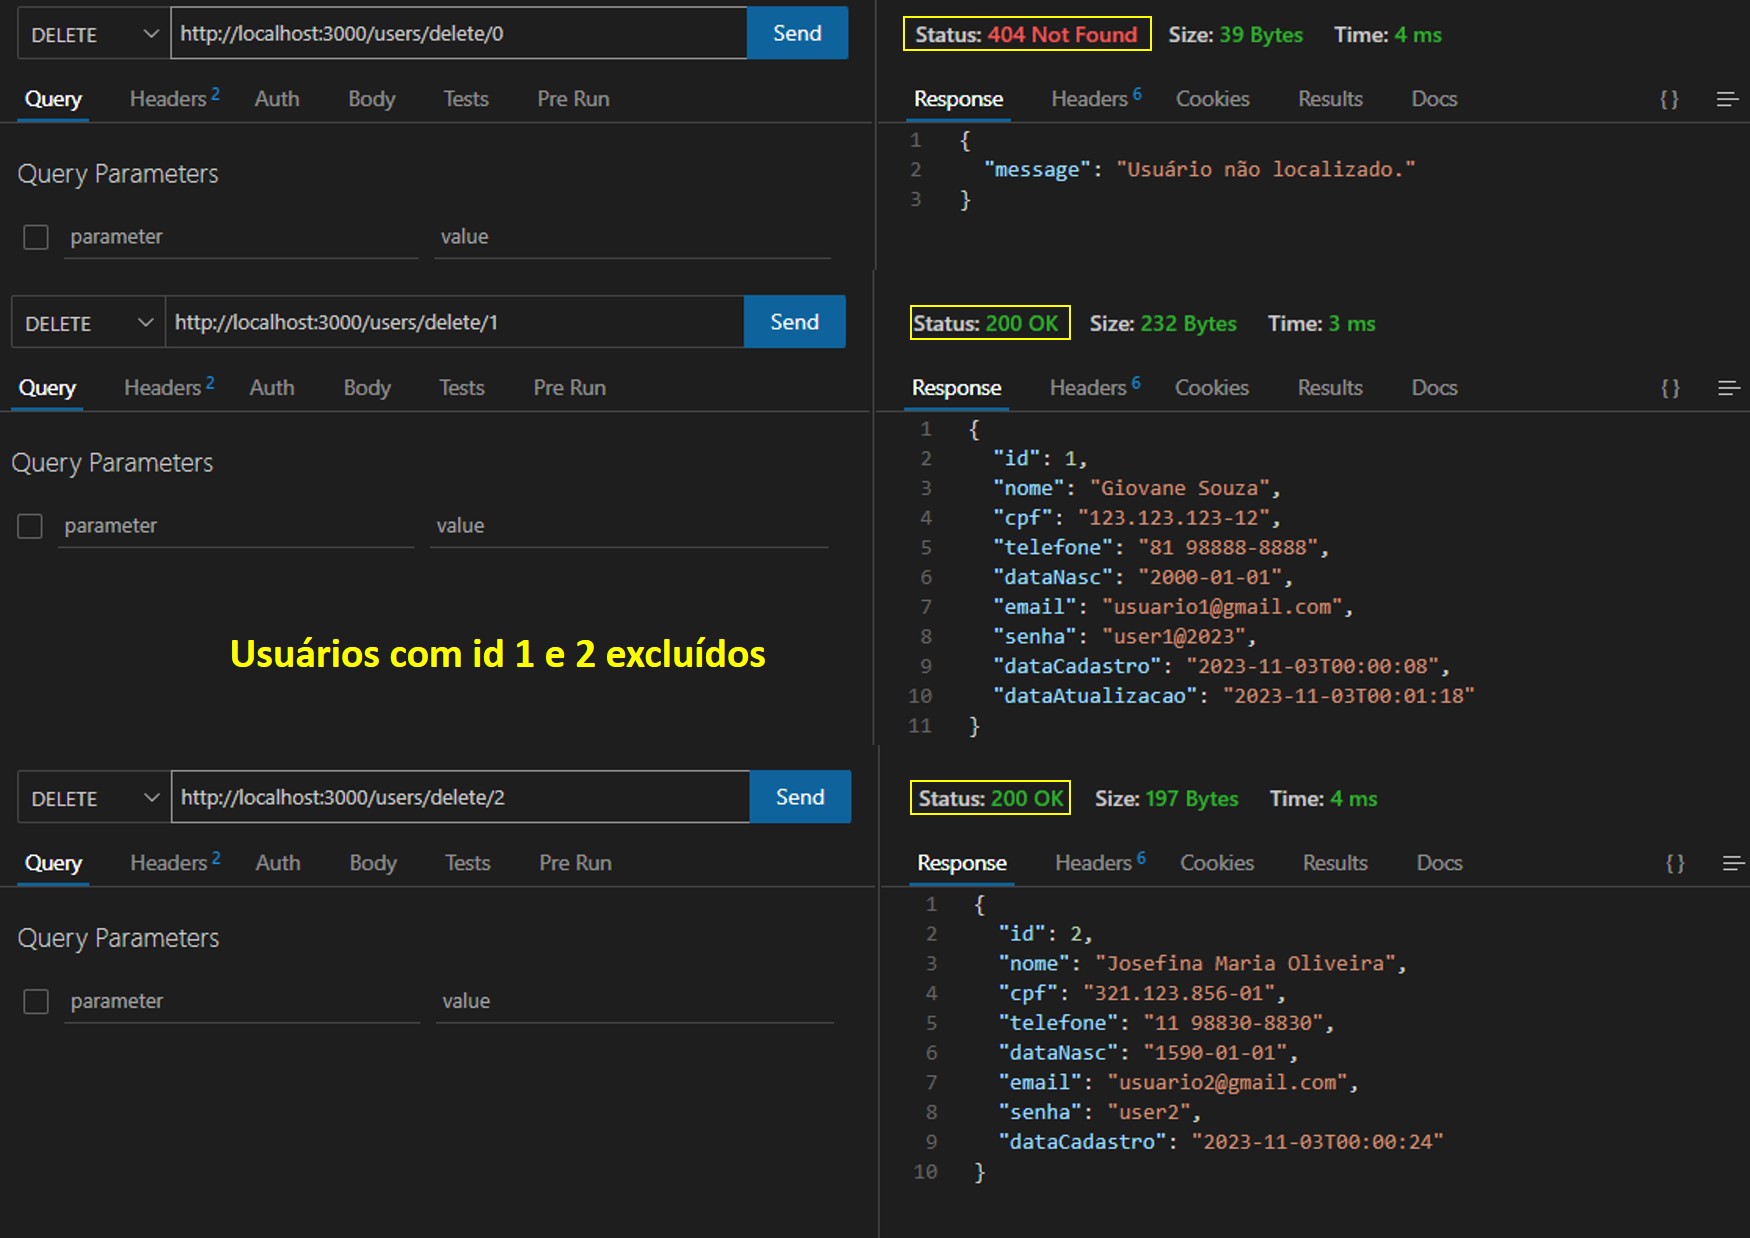 DELETE http://localhost:3000/users/delete/0 Send
Status: 404 Not Found Size: 39 Bytes Time: 4 ms
Query Headers 2 Auth Body Tests Pre Run
Response Headers 6 Cookies Results Docs {}
Query Parameters
parameter value
1 {
2 "message": "Usuário não localizado."
3 }
DELETE http://localhost:3000/users/delete/1 Send
Status: 200 OK Size: 232 Bytes Time: 3 ms
Query Headers 2 Auth Body Tests Pre Run
Response Headers 6 Cookies Results Docs {}
Query Parameters
parameter value
Usuários com id 1 e 2 excluídos
1 {
2 "id": 1,
3 "nome": "Giovane Souza",
4 "cpf": "123.123.123-12",
5 "telefone": "81 98888-8888",
6 "dataNasc": "2000-01-01",
7 "email": "usuario1@gmail.com",
8 "senha": "user1@2023",
9 "dataCadastro": "2023-11-03T00:00:08",
10 "dataAtualizacao": "2023-11-03T00:01:18"
11 }
DELETE http://localhost:3000/users/delete/2 Send
Status: 200 OK Size: 197 Bytes Time: 4 ms
Query Headers 2 Auth Body Tests Pre Run
Response Headers 6 Cookies Results Docs {}
Query Parameters
parameter value
1 {
2 "id": 2,
3 "nome": "Josefina Maria Oliveira",
4 "cpf": "321.123.856-01",
5 "telefone": "11 98830-8830",
6 "dataNasc": "1590-01-01",
7 "email": "usuario2@gmail.com",
8 "senha": "user2",
9 "dataCadastro": "2023-11-03T00:00:24"
10 }